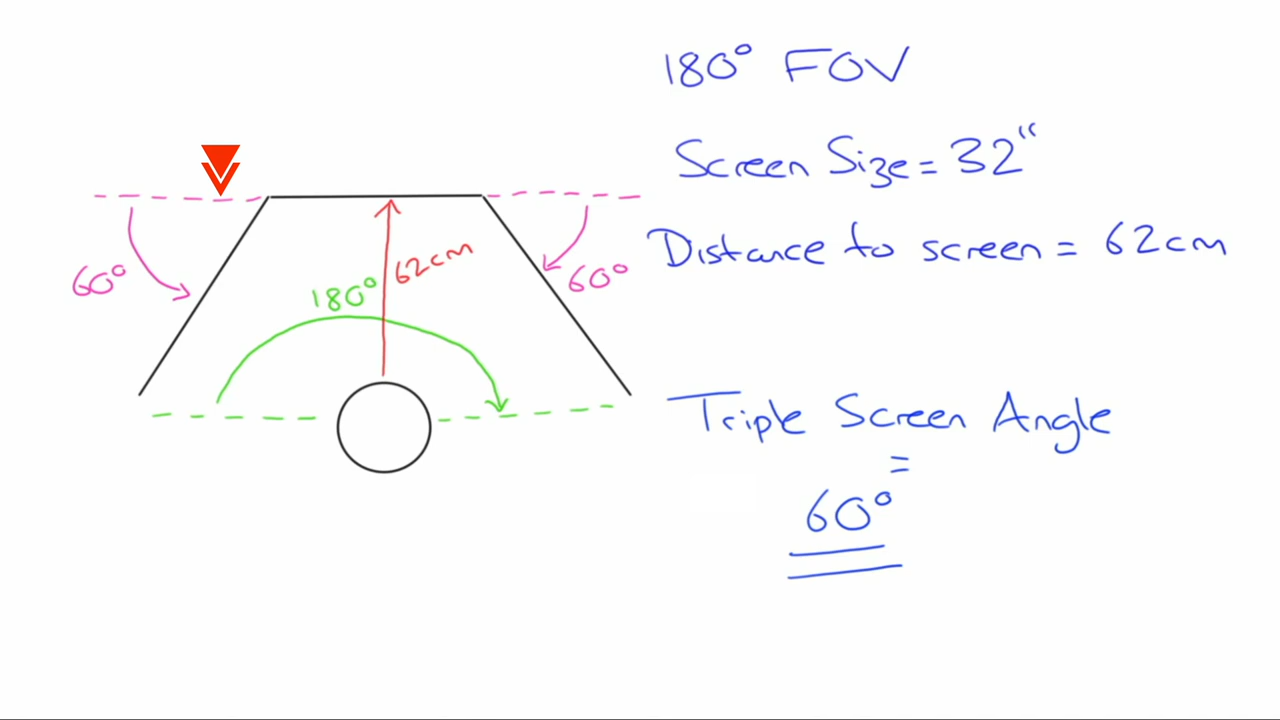 180° FOV
Screen Size = 32"
Distance to screen = 62cm
60°
180°
62cm
60°
Triple Screen Angle
=
60°